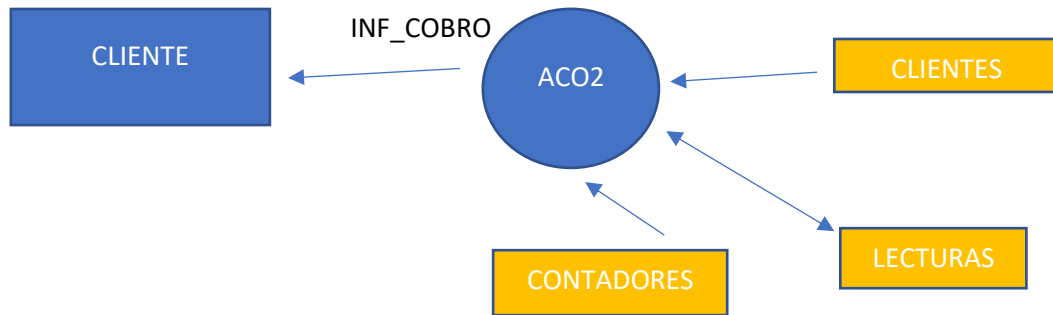 INF_COBRO
CLIENTE
ACO2
CLIENTES
LECTURAS
CONTADORES